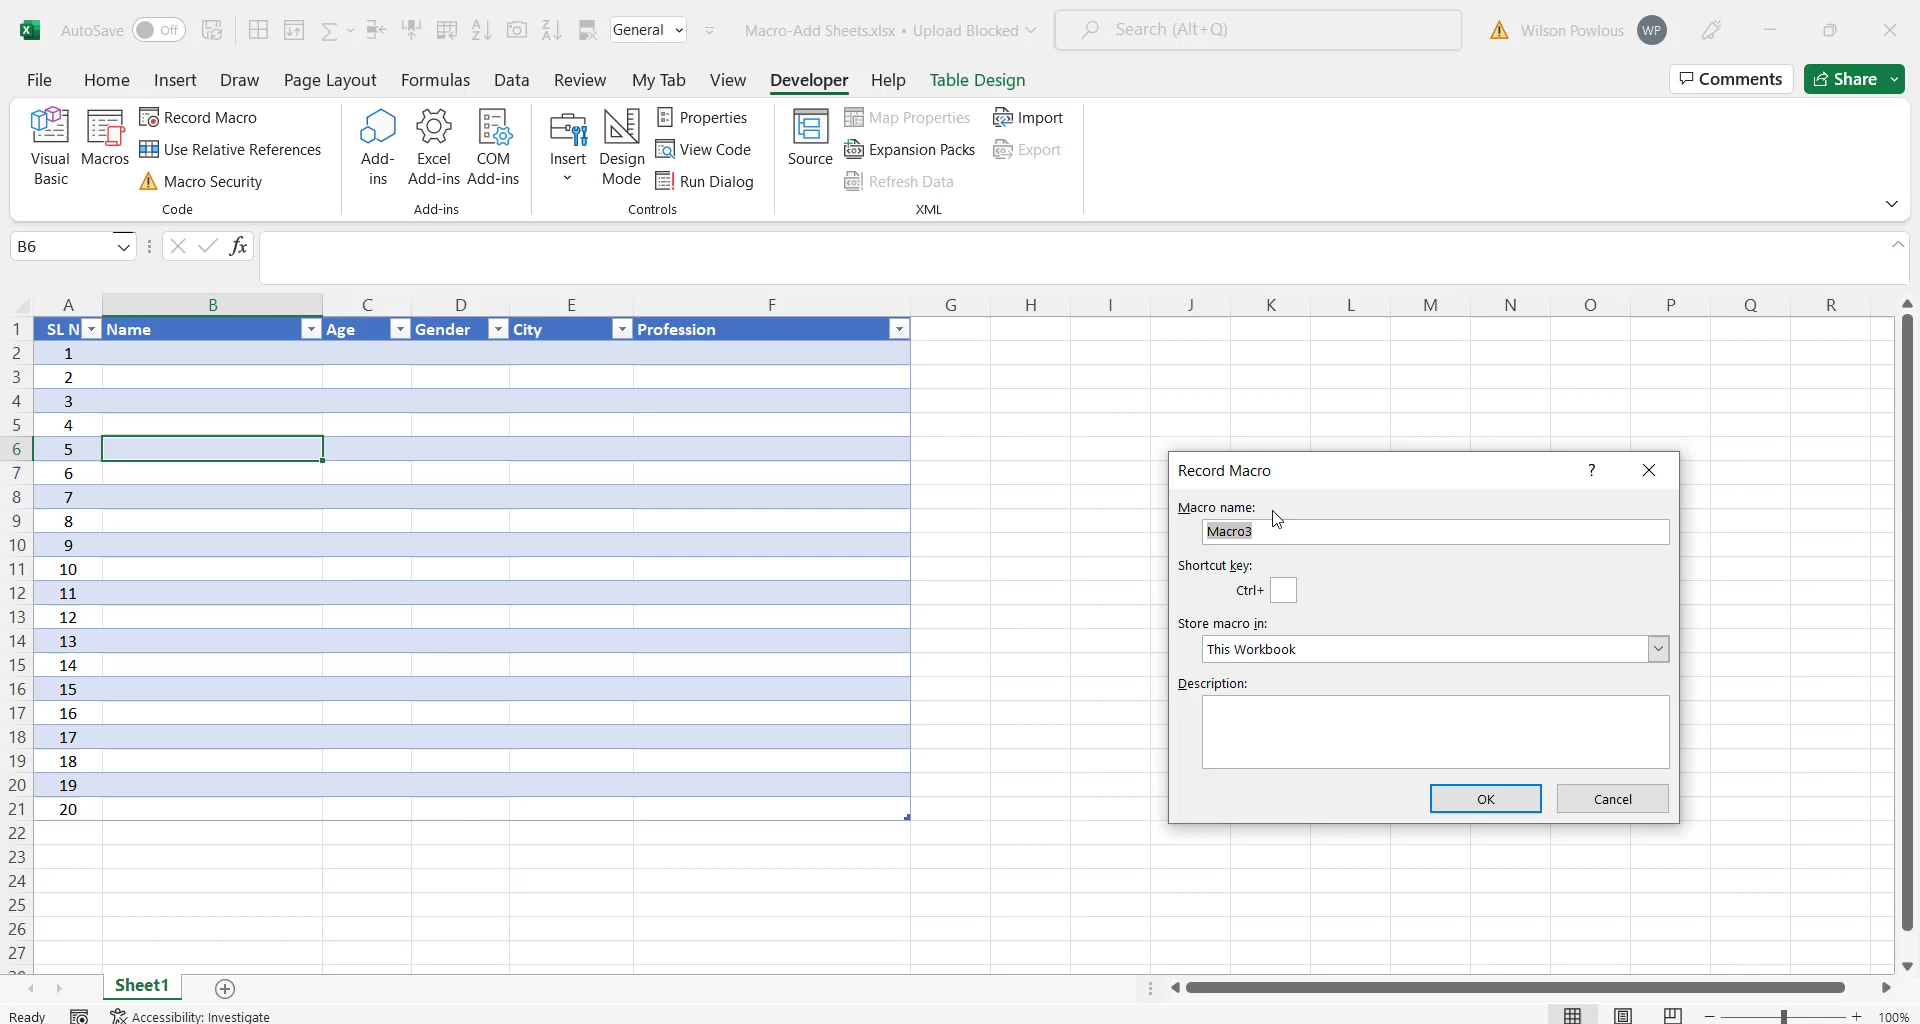 AutoSave Off General Macro-Add Sheets.xlsx • Upload Blocked Search (Alt+Q) Wilson Powlous WP
File Home Insert Draw Page Layout Formulas Data Review My Tab View Developer Help Table Design Comments Share
Visual Basic Macros Record Macro Use Relative References Macro Security
Add-ins Excel Add-ins COM Add-ins
Insert Design Mode Properties View Code Run Dialog
Source Map Properties Expansion Packs Refresh Data Import Export
Code Add-ins Controls XML
B6 fx
A B C D E F G H I J K L M N O P Q R
1 SL N Name Age Gender City Profession
2 1
3 2
4 3
5 4
6 5
7 6
8 7
9 8
10 9
11 10
12 11
13 12
14 13
15 14
16 15
17 16
18 17
19 18
20 19
21 20
22
23
24
25
26
27
Record Macro ?
Macro name:
Macro3
Shortcut key:
Ctrl+
Store macro in:
This Workbook
Description:
OK Cancel
Sheet1
Ready Accessibility: Investigate 100%